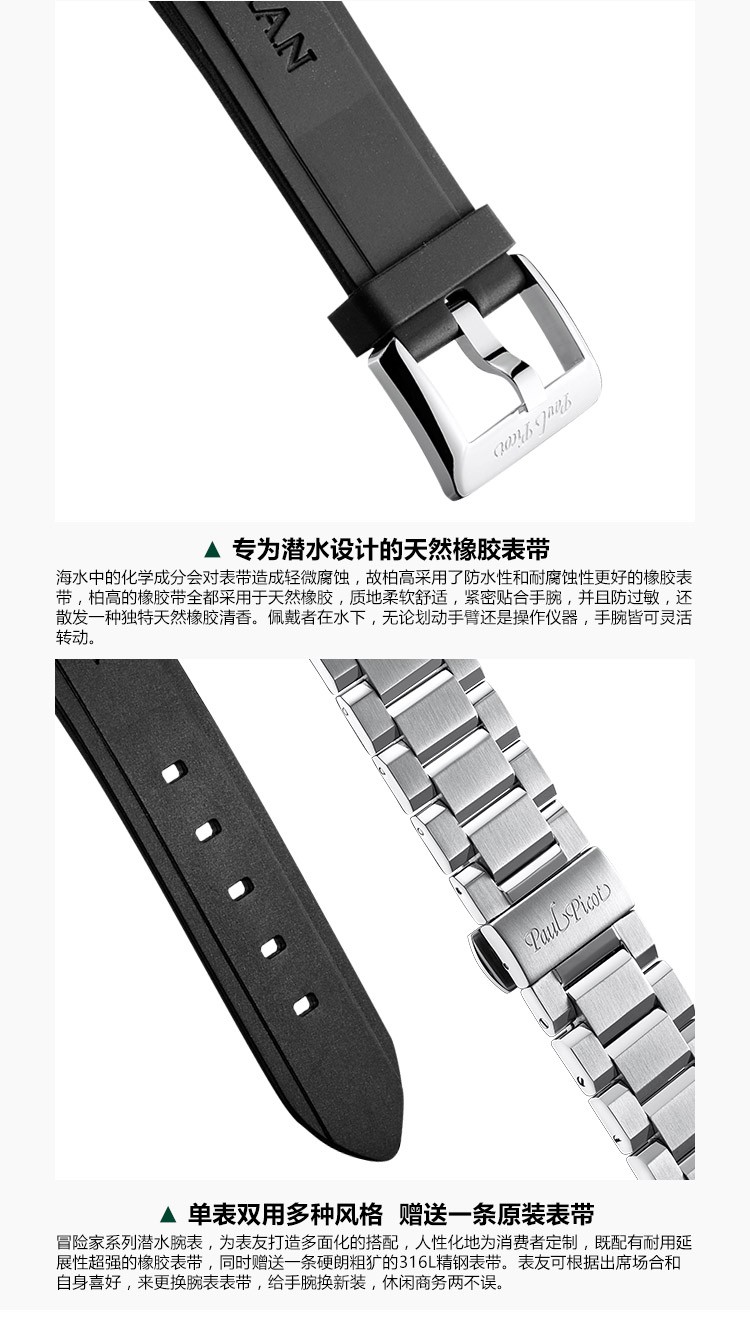 LAN
Paul Picot
▲ 专为潜水设计的天然橡胶表带
海水中的化学成分会对表带造成轻微腐蚀，故柏高采用了防水性和耐腐蚀性更好的橡胶表
带，柏高的橡胶带全都采用于天然橡胶，质地柔软舒适，紧密贴合手腕，并且防过敏，还
散发一种独特天然橡胶清香。佩戴者在水下，无论划动手臂还是操作仪器，手腕皆可灵活
转动。
Paul Picot
▲ 单表双用多种风格 赠送一条原装表带
冒险家系列潜水腕表，为表友打造多面化的搭配，人性化地为消费者定制，既配有耐用延
展性超强的橡胶表带，同时赠送一条硬朗粗犷的316L精钢表带。表友可根据出席场合和
自身喜好，来更换腕表表带，给手腕换新装，休闲商务两不误。